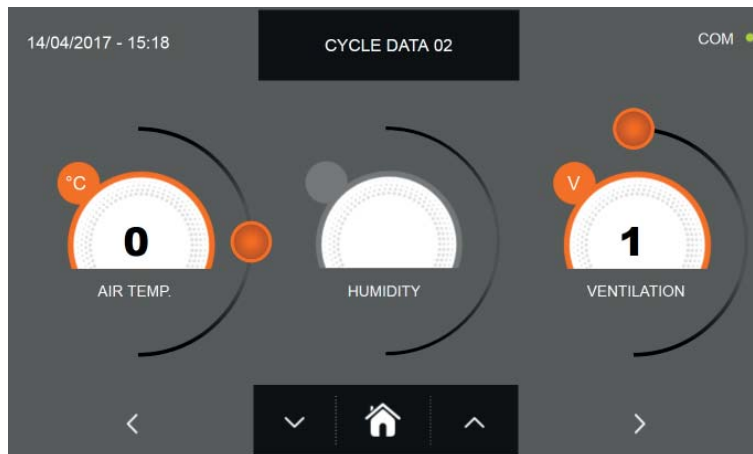 14/04/2017 - 15:18
CYCLE DATA 02
COM
°C
V
0
1
AIR TEMP.
HUMIDITY
VENTILATION